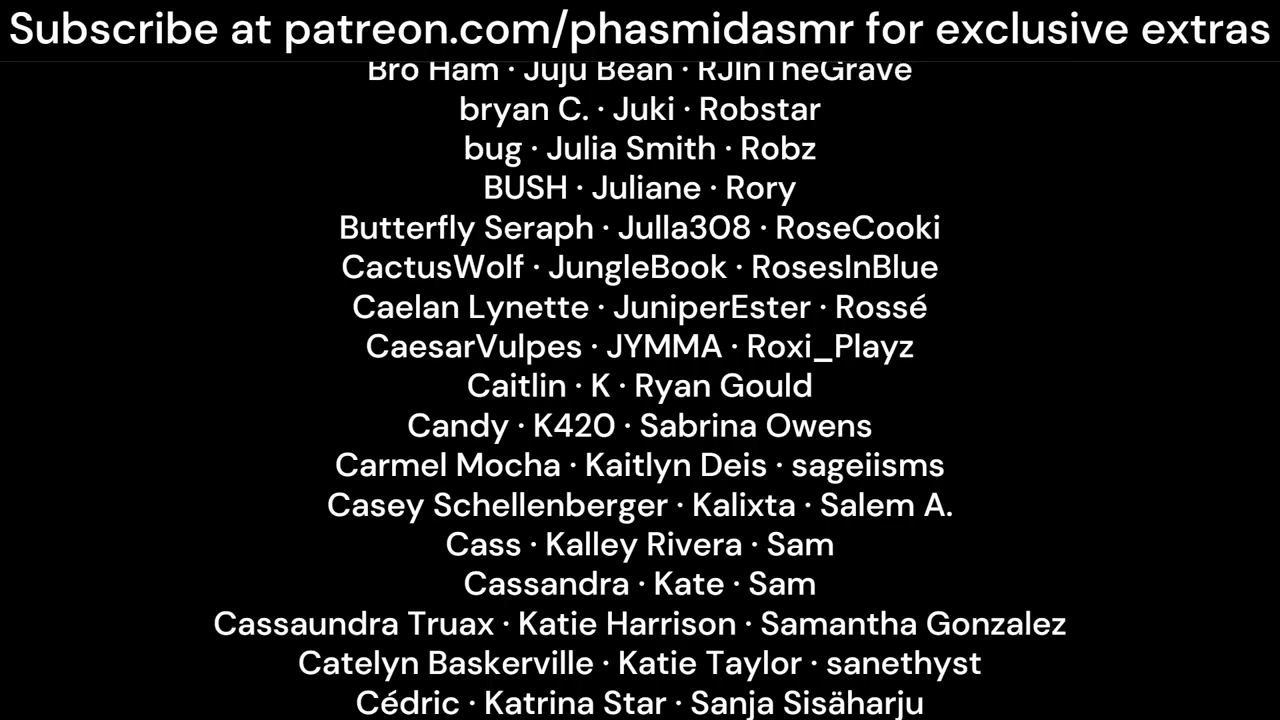 Subscribe at patreon.com/phasmidasmr for exclusive extras
Bro Ham · Juju Bean · RJInTheGrave
bryan C. · Juki · Robstar
bug · Julia Smith · Robz
BUSH · Juliane · Rory
Butterfly Seraph · Julla308 · RoseCooki
CactusWolf · JungleBook · RosesInBlue
Caelan Lynette · JuniperEster · Rossé
CaesarVulpes · JYMMA · Roxi_Playz
Caitlin · K · Ryan Gould
Candy · K420 · Sabrina Owens
Carmel Mocha · Kaitlyn Deis · sageiisms
Casey Schellenberger · Kalixta · Salem A.
Cass · Kalley Rivera · Sam
Cassandra · Kate · Sam
Cassaundra Truax · Katie Harrison · Samantha Gonzalez
Catelyn Baskerville · Katie Taylor · sanethyst
Cédric · Katrina Star · Sanja Sisäharju